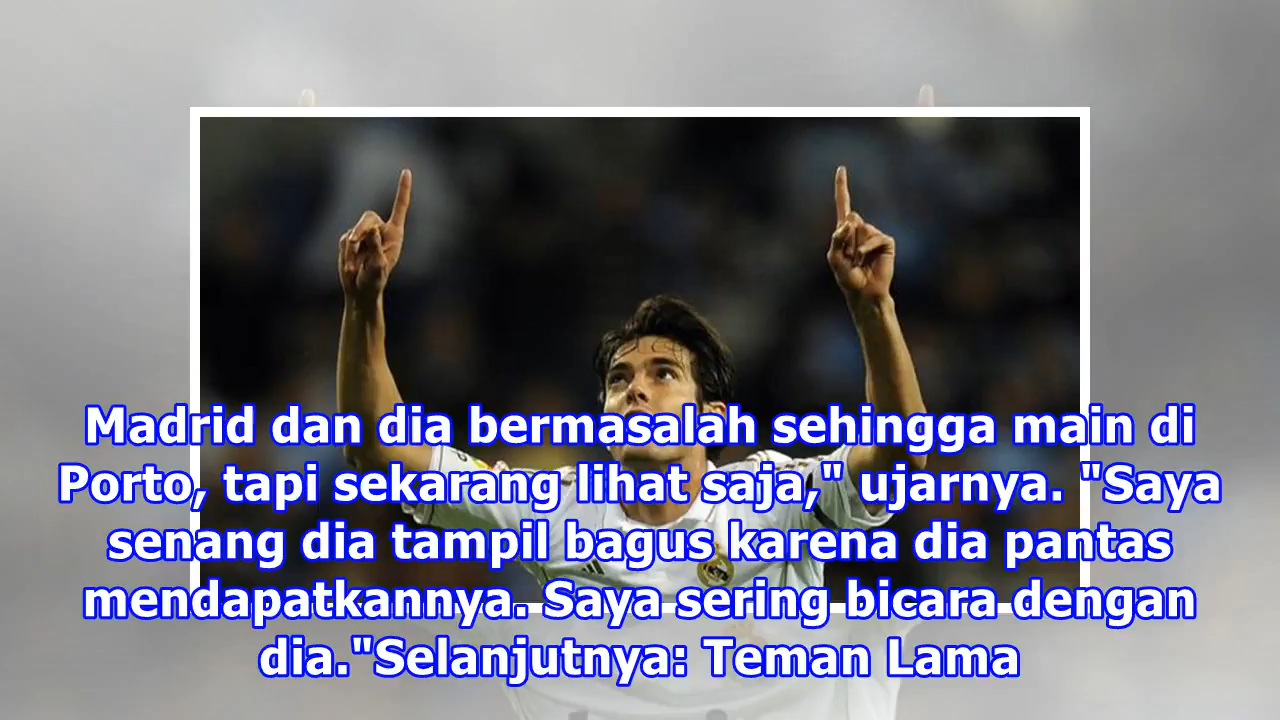 Madrid dan dia bermasalah sehingga main di
Porto, tapi sekarang lihat saja," ujarnya. "Saya
senang dia tampil bagus karena dia pantas
mendapatkannya. Saya sering bicara dengan
dia."Selanjutnya: Teman Lama